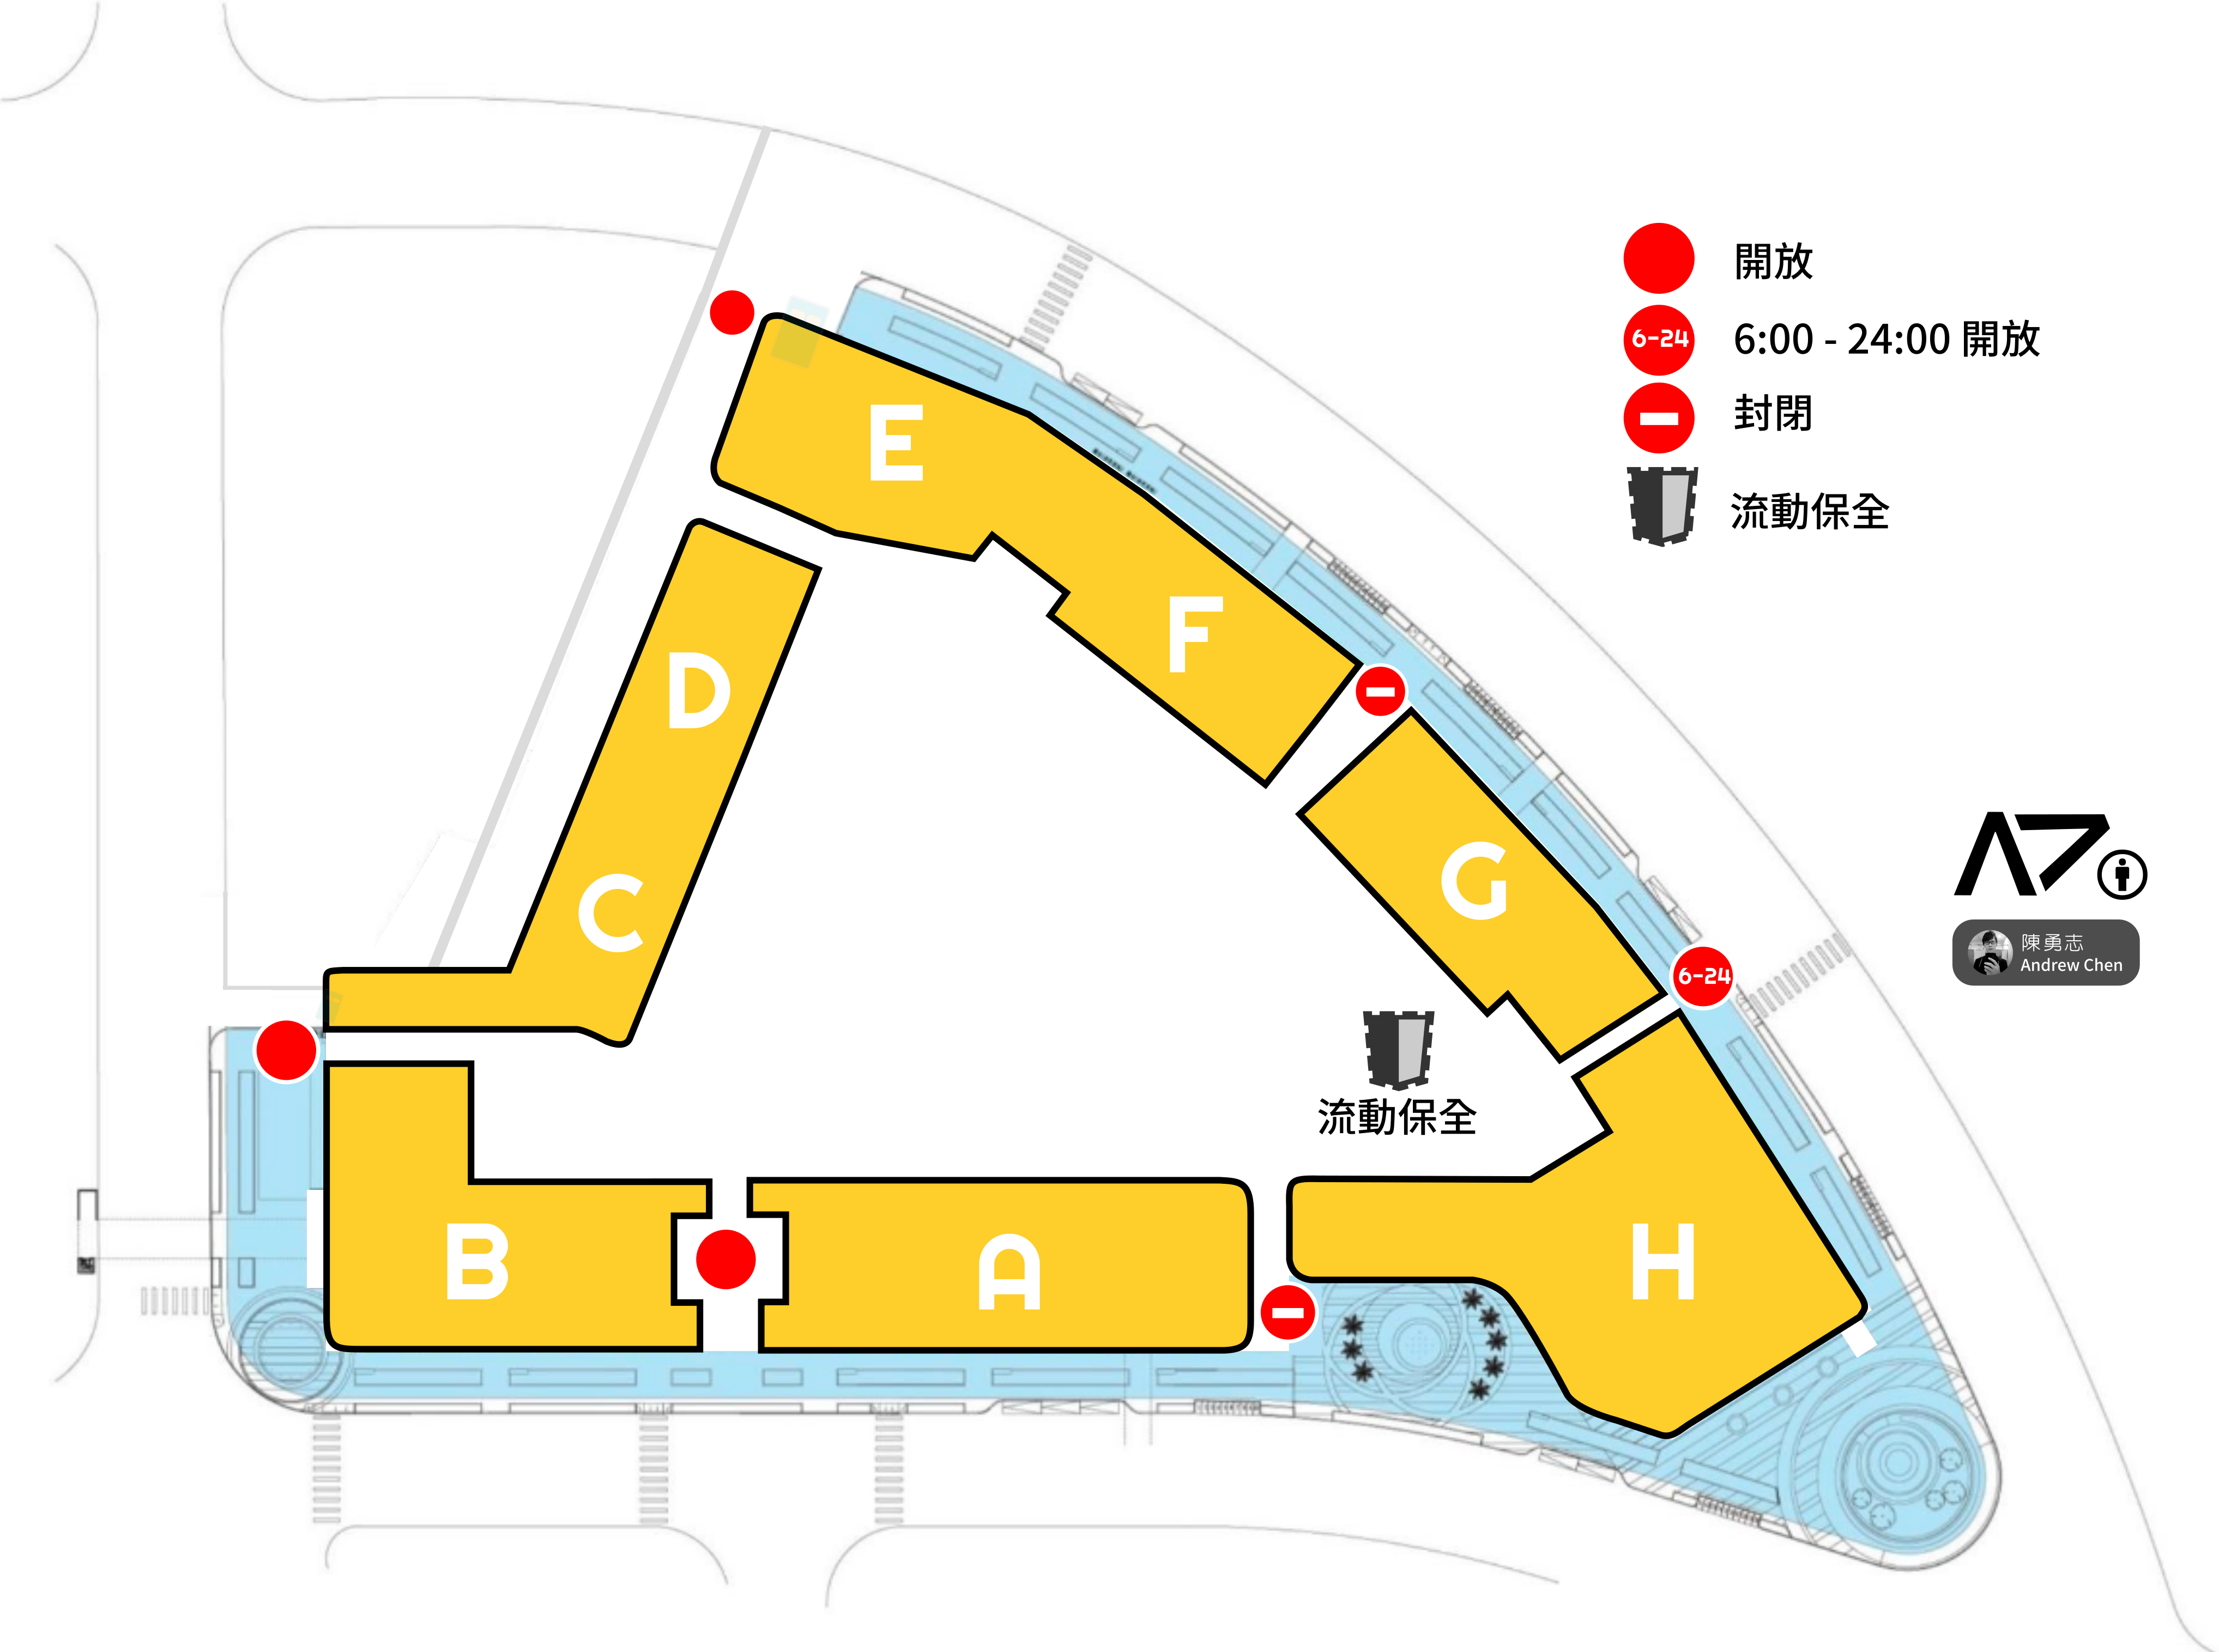 開放
6-24
6:00 - 24:00 開放
封閉
流動保全
E
F
D
G
C
6-24
A7
陳勇志
Andrew Chen
流動保全
B
A
H